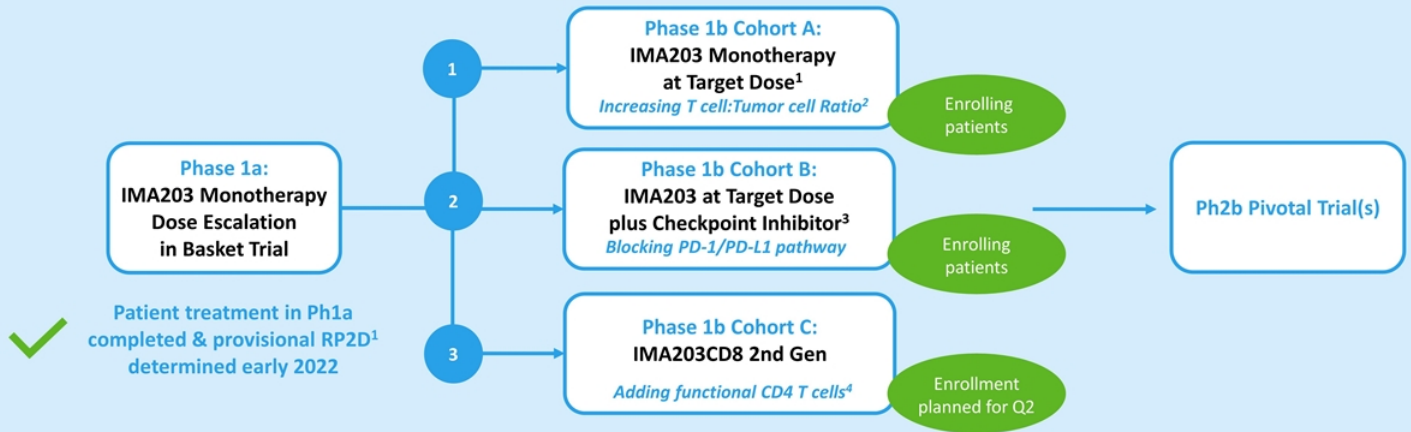 Phase 1a:
IMA203 Monotherapy
Dose Escalation
in Basket Trial
Patient treatment in Ph1a
completed & provisional RP2D¹
determined early 2022
1
Phase 1b Cohort A:
IMA203 Monotherapy
at Target Dose¹
Increasing T cell:Tumor cell Ratio²
Enrolling
patients
2
Phase 1b Cohort B:
IMA203 at Target Dose
plus Checkpoint Inhibitor³
Blocking PD-1/PD-L1 pathway
Enrolling
patients
3
Phase 1b Cohort C:
IMA203CD8 2nd Gen
Adding functional CD4 T cells⁴
Enrollment
planned for Q2
Ph2b Pivotal Trial(s)